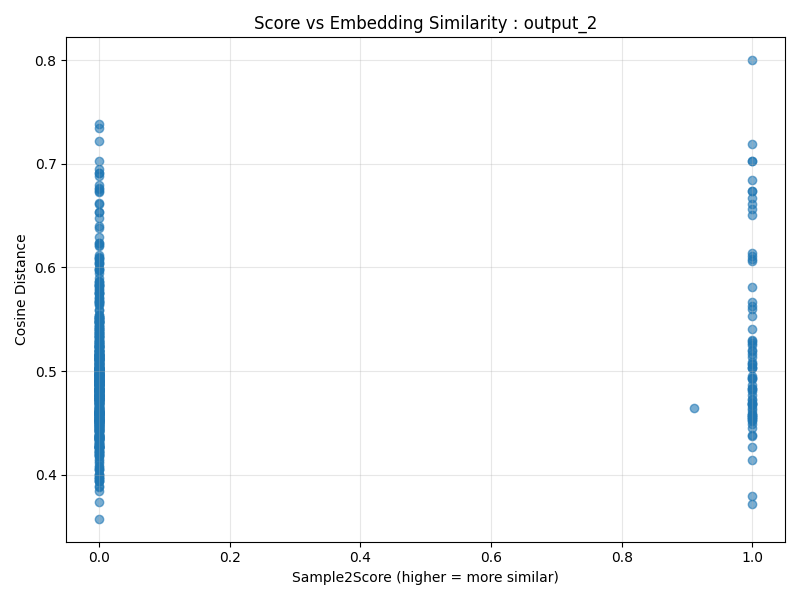 Score vs Embedding Similarity : output_2
0.8
0.7
0.6
0.5
0.4
Cosine Distance
0.0 0.2 0.4 0.6 0.8 1.0
Sample2Score (higher = more similar)